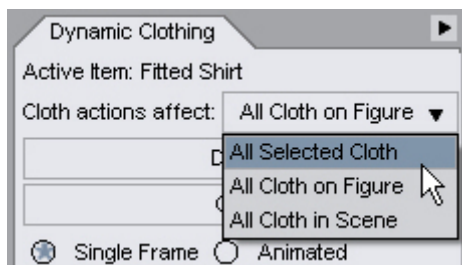 Dynamic Clothing
Active Item: Fitted Shirt
Cloth actions affect: All Cloth on Figure
All Selected Cloth
All Cloth on Figure
All Cloth in Scene
Single Frame Animated